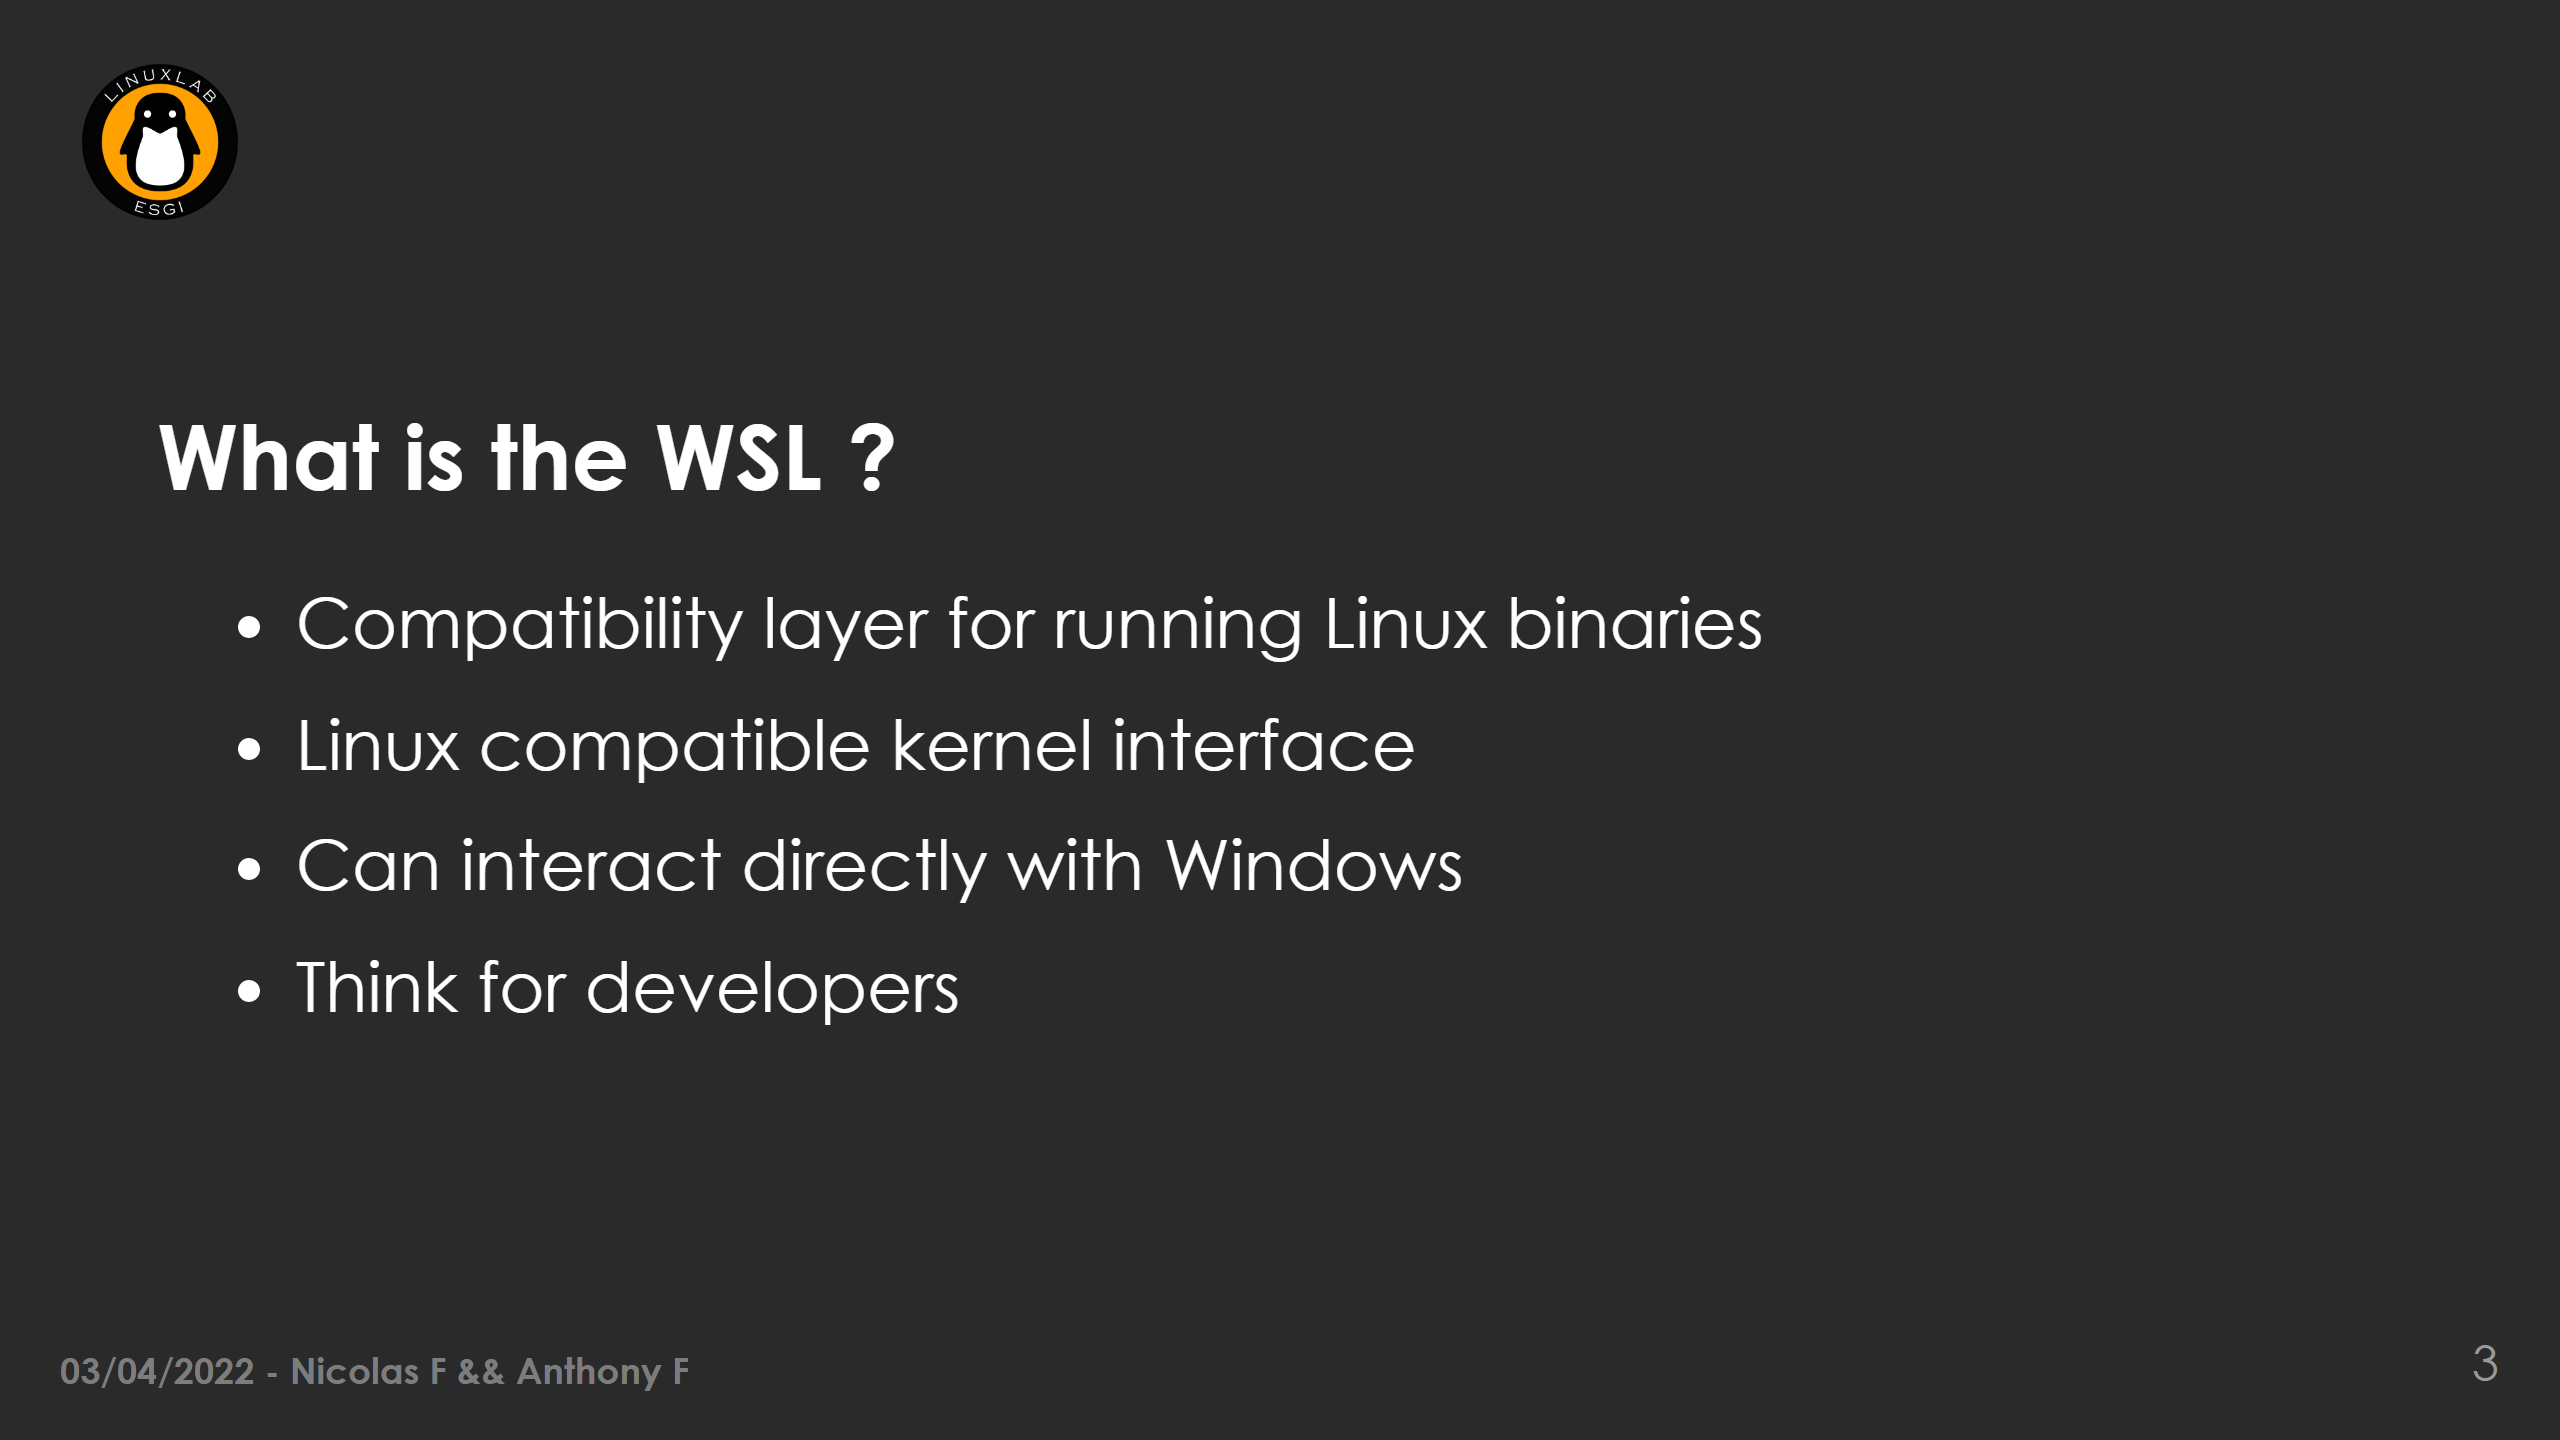 LINUXLAB
ESGI
What is the WSL ?
• Compatibility layer for running Linux binaries
• Linux compatible kernel interface
• Can interact directly with Windows
• Think for developers
03/04/2022 - Nicolas F && Anthony F
3